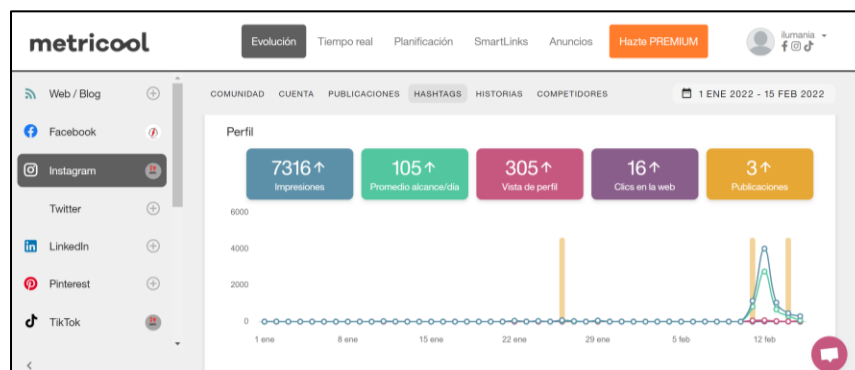 metricool
Evolución Tiempo real Planificación SmartLinks Anuncios Hazte PREMIUM ilumania
Web / Blog
Facebook
Instagram
Twitter
LinkedIn
Pinterest
TikTok
COMUNIDAD CUENTA PUBLICACIONES HASHTAGS HISTORIAS COMPETIDORES 1 ENE 2022 - 15 FEB 2022
Perfil
7316 105 305 16 3
Impresiones Promedio alcance/día Vista de perfil Clics en la web Publicaciones
6000
4000
2000
0
1 ene 8 ene 15 ene 22 ene 29 ene 5 feb 12 feb